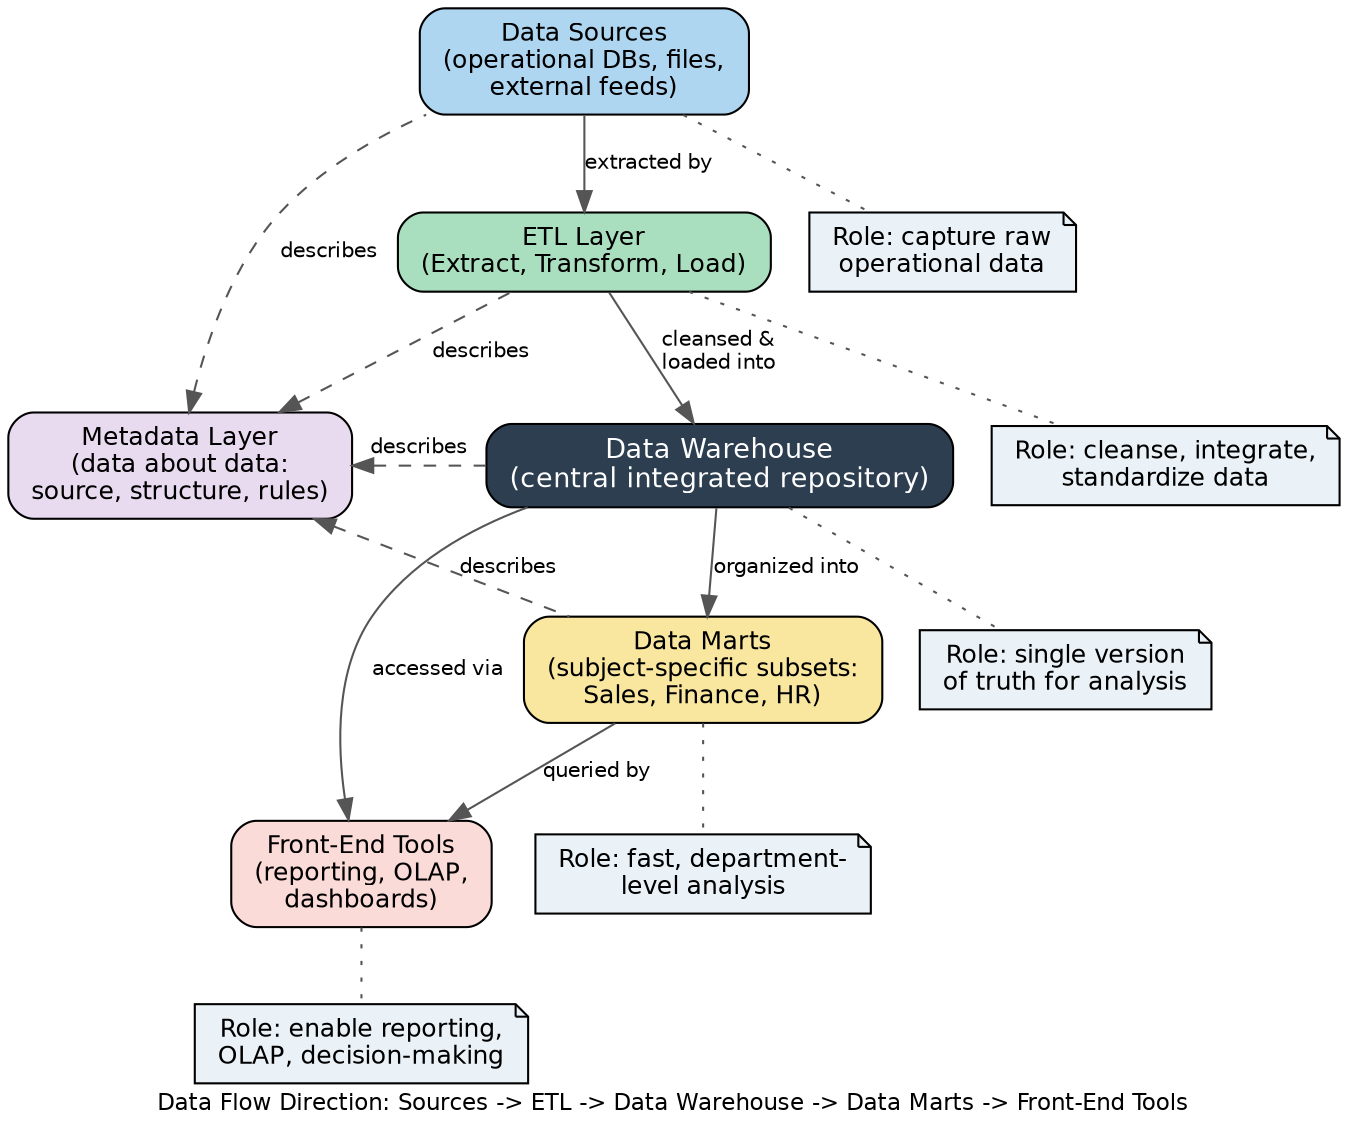 Data Sources
(operational DBs, files,
external feeds)
extracted by
describes
ETL Layer
(Extract, Transform, Load)
Role: capture raw
operational data
describes
cleansed &
loaded into
Metadata Layer
(data about data:
source, structure, rules)
describes
Data Warehouse
(central integrated repository)
Role: cleanse, integrate,
standardize data
describes
organized into
accessed via
Data Marts
(subject-specific subsets:
Sales, Finance, HR)
Role: single version
of truth for analysis
queried by
Front-End Tools
(reporting, OLAP,
dashboards)
Role: fast, department-
level analysis
Role: enable reporting,
OLAP, decision-making
Data Flow Direction: Sources -> ETL -> Data Warehouse -> Data Marts -> Front-End Tools